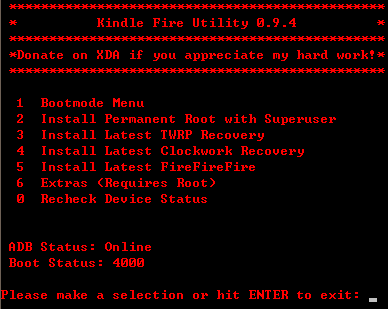 ***********************************************
*          Kindle Fire Utility 0.9.4          *
***********************************************
*Donate on XDA if you appreciate my hard work!*
***********************************************
1 Bootmode Menu
2 Install Permanent Root with Superuser
3 Install Latest TWRP Recovery
4 Install Latest Clockwork Recovery
5 Install Latest FireFireFire
6 Extras <Requires Root>
0 Recheck Device Status
ADB Status: Online
Boot Status: 4000
Please make a selection or hit ENTER to exit: _